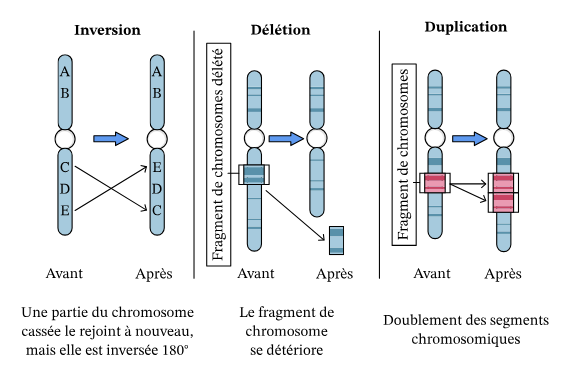 Inversion
A
B
C
D
E
A
B
E
D
C
Avant
Après
Une partie du chromosome
cassée le rejoint à nouveau,
mais elle est inversée 180°
Délétion
Fragment de chromosomes délété
Avant
Après
Le fragment de
chromosome
se détériore
Duplication
Fragment de chromosomes
Avant
Après
Doublement des segments
chromosomiques